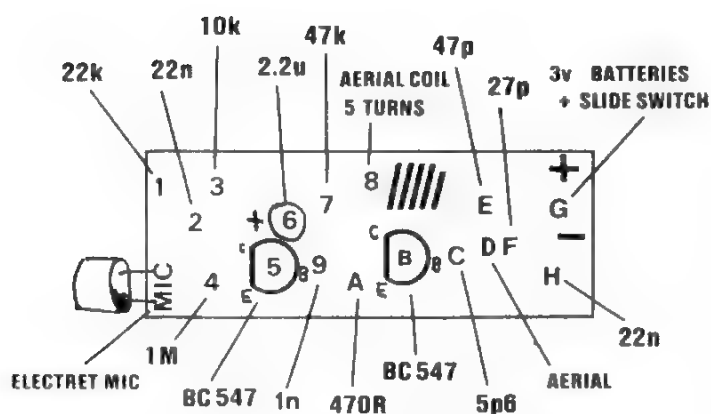 10k
47k
47p
22k
22n
2.2u
AERIAL COIL
5 TURNS
27p
3v BATTERIES
+ SLIDE SWITCH
1
3
8
+
2
+
6
7
E
G
C
C
−
MIC
4
5
B
9
A
B
B
C
D
F
H
E
E
1M
22n
ELECTRET MIC
BC 547
1n
470R
BC 547
5p6
AERIAL